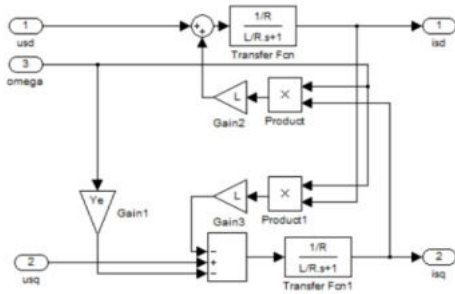 1
usd
3
omega
+
+
1/R
L/R.s+1
Transfer Fcn
1
isd
L
Gain2
×
Product
Ye
Gain1
L
Gain3
×
Product1
2
usq
−
+
−
1/R
L/R.s+1
Transfer Fcn1
2
isq